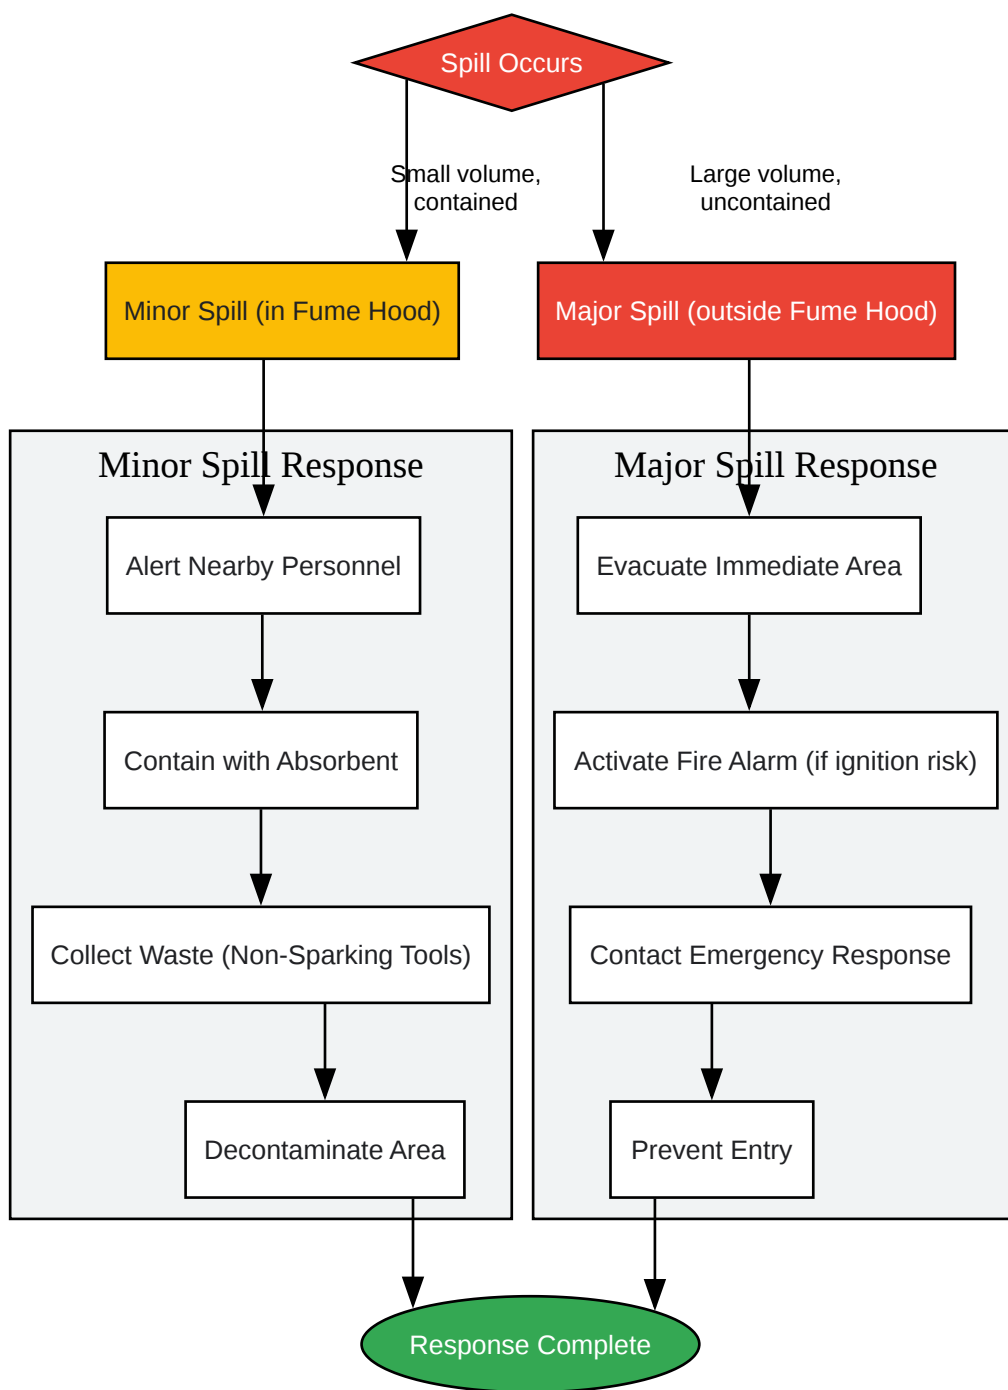 Spill Occurs
Small volume,
contained
Large volume,
uncontained
Minor Spill (in Fume Hood)
Major Spill (outside Fume Hood)
Minor Spill Response
Alert Nearby Personnel
Contain with Absorbent
Collect Waste (Non-Sparking Tools)
Decontaminate Area
Major Spill Response
Evacuate Immediate Area
Activate Fire Alarm (if ignition risk)
Contact Emergency Response
Prevent Entry
Response Complete